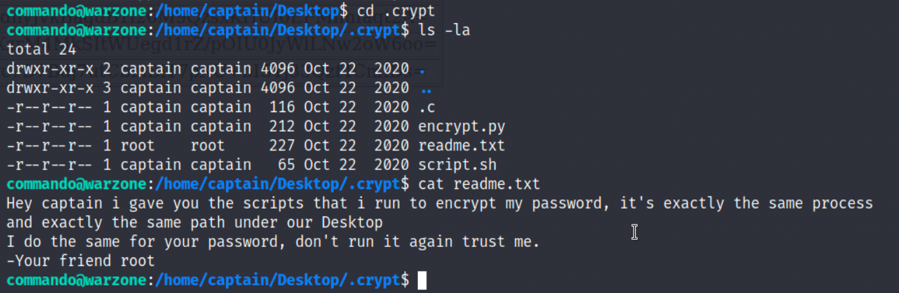 commando@warzone:/home/captain/Desktop$ cd .crypt
commando@warzone:/home/captain/Desktop/.crypt$ ls -la
total 24
drwxr-xr-x 2 captain captain 4096 Oct 22  2020 .
drwxr-xr-x 3 captain captain 4096 Oct 22  2020 ..
-r--r--r-- 1 captain captain  116 Oct 22  2020 .c
-r--r--r-- 1 captain captain  212 Oct 22  2020 encrypt.py
-r--r--r-- 1 root    root     227 Oct 22  2020 readme.txt
-r--r--r-- 1 captain captain   65 Oct 22  2020 script.sh
commando@warzone:/home/captain/Desktop/.crypt$ cat readme.txt
Hey captain i gave you the scripts that i run to encrypt my password, it's exactly the same process
and exactly the same path under our Desktop
I do the same for your password, don't run it again trust me.
-Your friend root
commando@warzone:/home/captain/Desktop/.crypt$